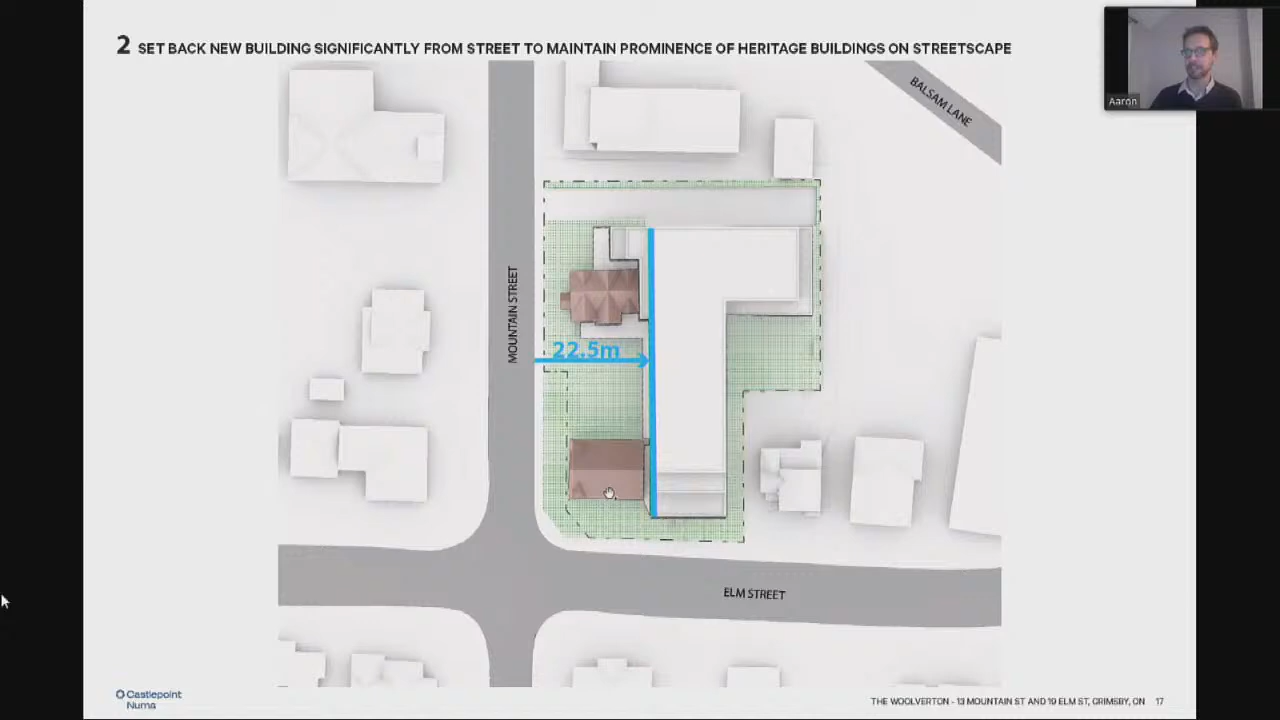 2 SET BACK NEW BUILDING SIGNIFICANTLY FROM STREET TO MAINTAIN PROMINENCE OF HERITAGE BUILDINGS ON STREETSCAPE
Aaron
BALSAM LANE
MOUNTAIN STREET
22.5m
ELM STREET
Castlepoint
Numa
THE WOOLVERTON - 13 MOUNTAIN ST AND 19 ELM ST, GRIMSBY, ON 17